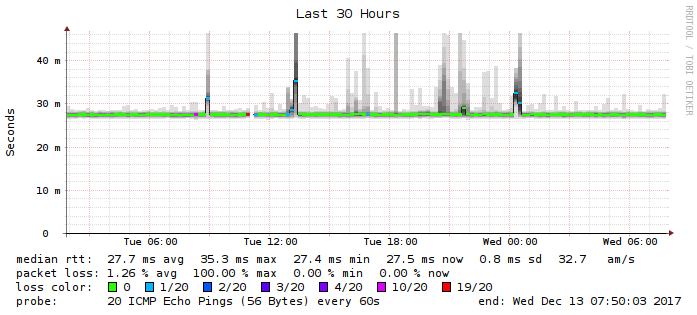 Last 30 Hours
RRDTOOL / TOBI OETIKER
Seconds
40 m
30 m
20 m
10 m
0
Tue 06:00 Tue 12:00 Tue 18:00 Wed 00:00 Wed 06:00
median rtt: 27.7 ms avg 35.3 ms max 27.4 ms min 27.5 ms now 0.8 ms sd 32.7 am/s
packet loss: 1.26 % avg 100.00 % max 0.00 % min 0.00 % now
loss color: 0 1/20 2/20 3/20 4/20 10/20 19/20
probe: 20 ICMP Echo Pings (56 Bytes) every 60s end: Wed Dec 13 07:50:03 2017